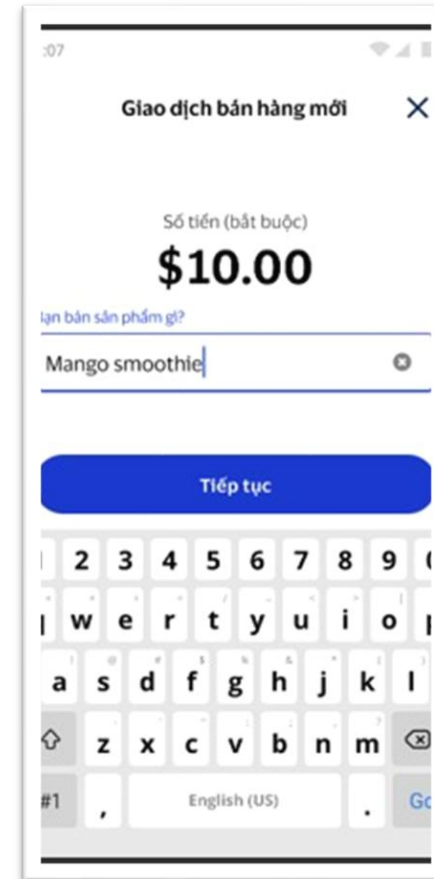 :07
Giao dịch bán hàng mới
Số tiền (bắt buộc)
$10.00
bán sản phẩm gì?
Mango smoothie
Tiếp tục
2 3 4 5 6 7 8 9
w e r t y u i o
a s d f g h j k l
z x c v b n m
#1 , English (US) . Go